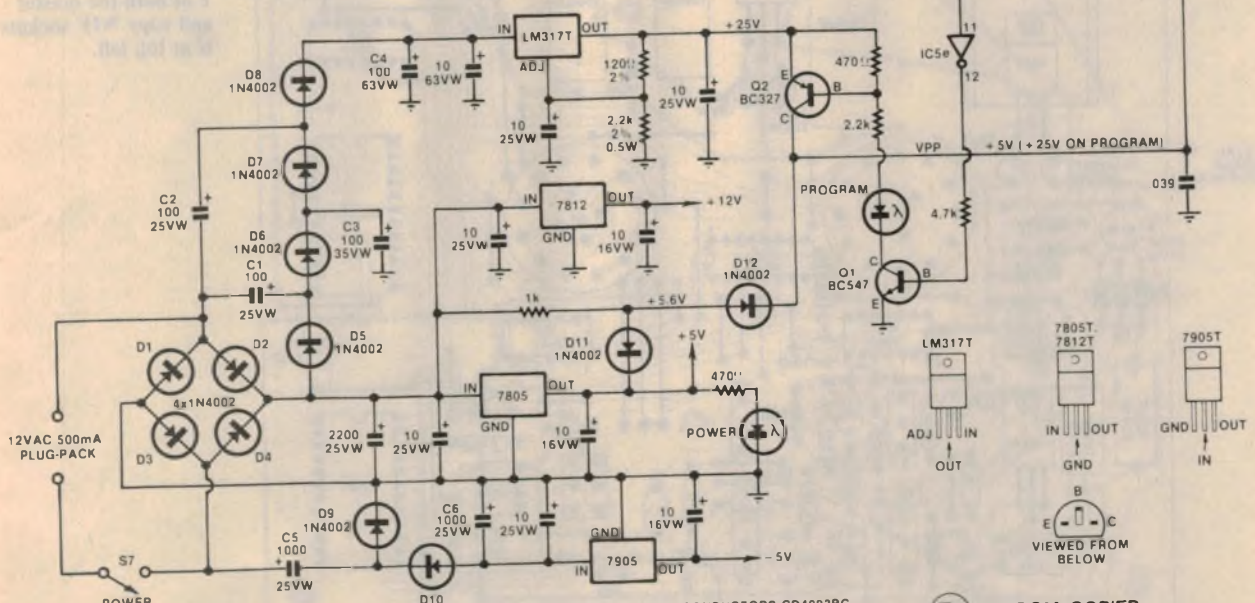 IN
LM317T
OUT
+25V
ADJ
11
IC5e
12
D8
1N4002
C4
100
63VW
10
63VW
120Ω
2%
10
25VW
470Ω
Q2
BC327
E
B
C
2.2k
10
25VW
2.2k
2%
0.5W
D7
1N4002
VPP
+5V (+25V ON PROGRAM)
C2
100
25VW
7812
IN
OUT
+12V
GND
PROGRAM
λ
4.7k
039
D6
1N4002
C3
100
35VW
10
25VW
10
16VW
C1
100
25VW
D12
1N4002
C
Q1
BC547
B
E
1k
+5.6V
D5
1N4002
D11
1N4002
+5V
D1
D2
4x1N4002
D3
D4
IN
7805
OUT
GND
470Ω
LM317T
7805T.
7812T
7905T
12VAC 500mA
PLUG-PACK
2200
25VW
10
25VW
10
16VW
POWER
λ
ADJ
IN
OUT
IN
OUT
GND
GND
OUT
IN
D9
1N4002
C6
1000
25VW
10
25VW
GND
10
16VW
B
E
C
VIEWED FROM
BELOW
C5
1000
25VW
S7
POWER
D10
IN
7905
OUT
-5V
COPIER
and copy
at top left.